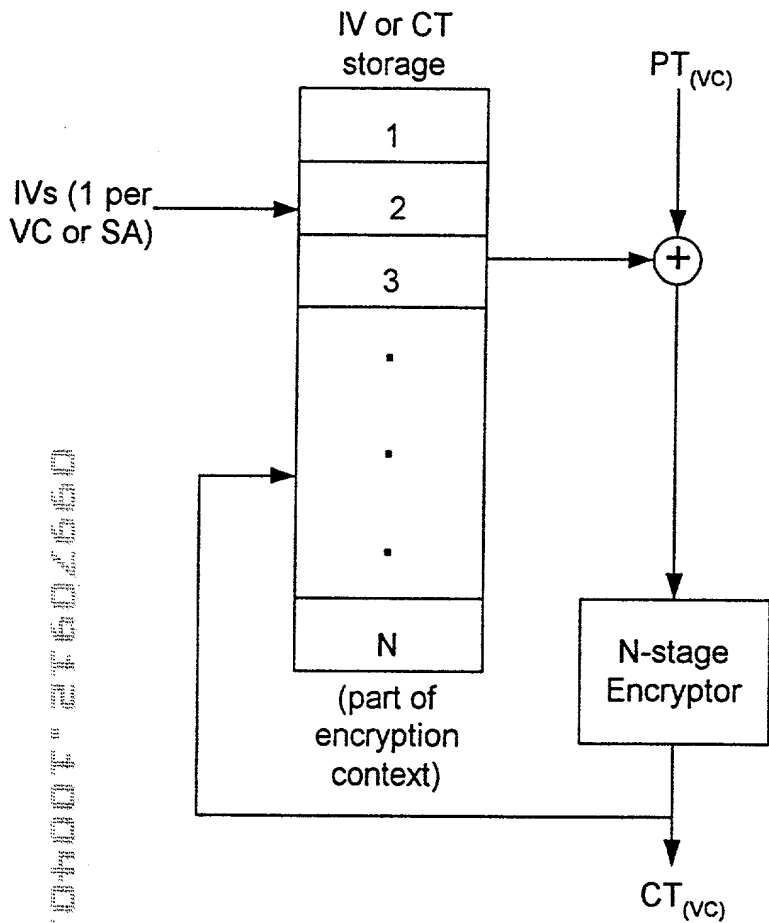 IV or CT
storage
PT(VC)
1
IVs (1 per
VC or SA)
2
3
+
N
N-stage
Encryptor
(part of
encryption
context)
CT(VC)